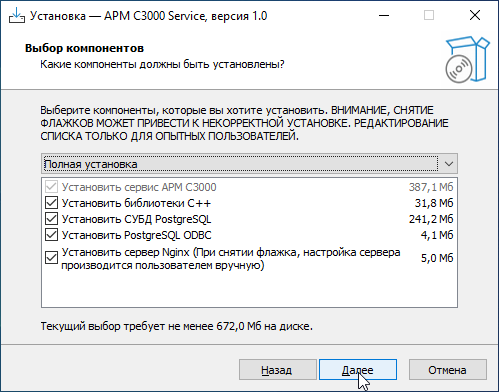 Установка — АРМ С3000 Service, версия 1.0
Выбор компонентов
Какие компоненты должны быть установлены?
Выберите компоненты, которые вы хотите установить. ВНИМАНИЕ, СНЯТИЕ
ФЛАЖКОВ МОЖЕТ ПРИВЕСТИ К НЕКОРРЕКТНОЙ УСТАНОВКЕ. РЕДАКТИРОВАНИЕ
СПИСКА ТОЛЬКО ДЛЯ ОПЫТНЫХ ПОЛЬЗОВАТЕЛЕЙ.
Полная установка
Установить сервис АРМ С3000 387,1 Мб
Установить библиотеки С++ 31,8 Мб
Установить СУБД PostgreSQL 241,2 Мб
Установить PostgreSQL ODBC 4,1 Мб
Установить сервер Nginx (При снятии флажка, настройка сервера
производится пользователем вручную) 5,0 Мб
Текущий выбор требует не менее 672,0 Мб на диске.
Назад Далее Отмена